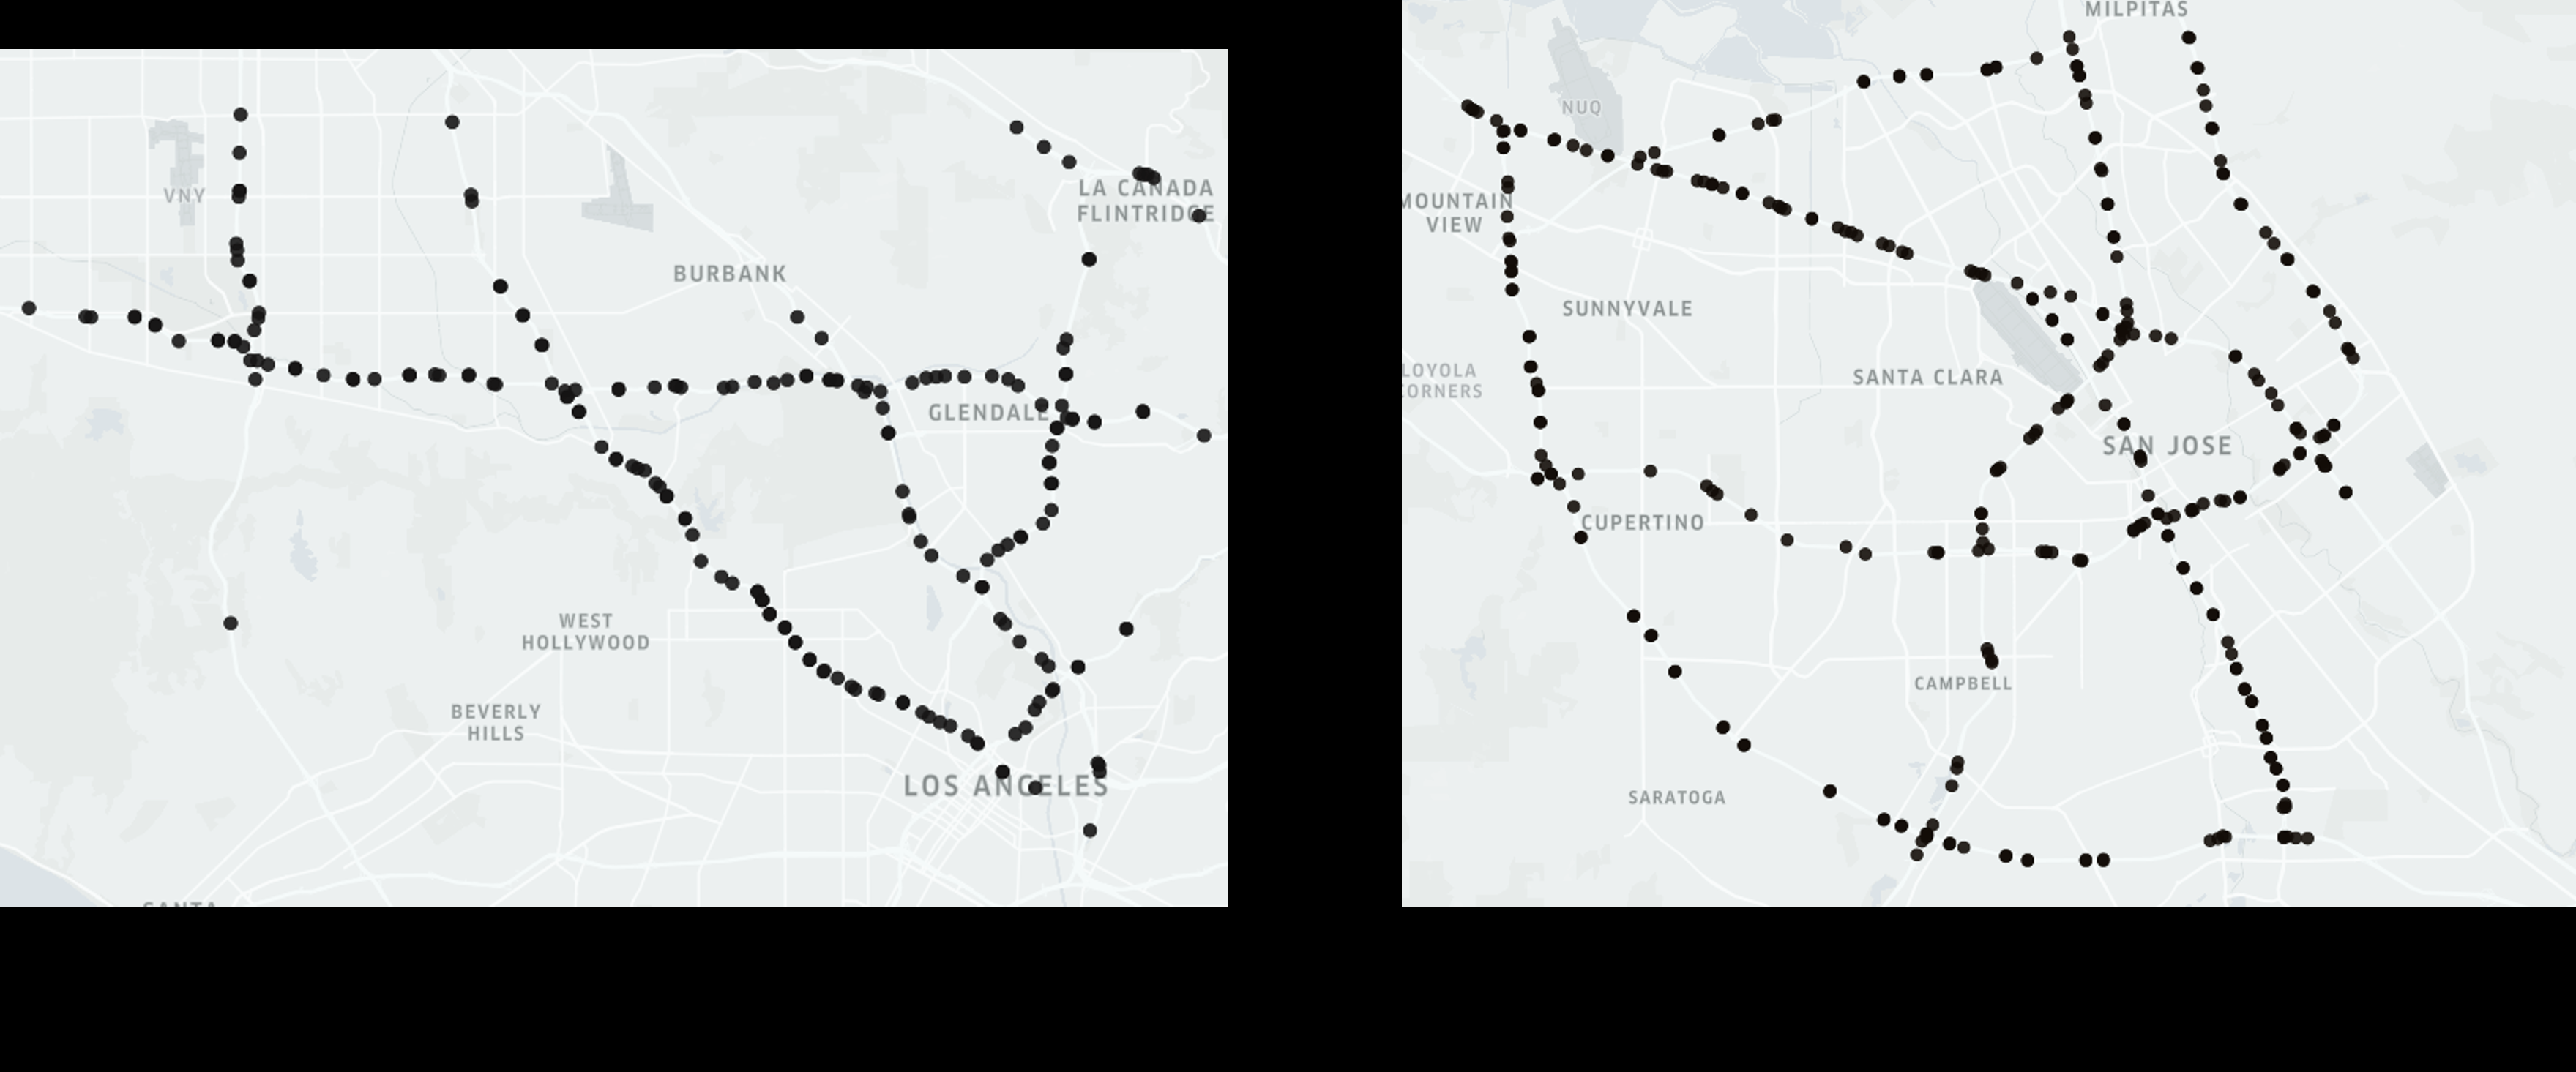 VNY
LA CANADA
FLINTRIDGE
BURBANK
GLENDALE
WEST
HOLLYWOOD
BEVERLY
HILLS
LOS ANGELES
MILPITAS
NUQ
MOUNTAIN
VIEW
SUNNYVALE
LOYOLA
CORNERS
SANTA CLARA
SAN JOSE
CUPERTINO
CAMPBELL
SARATOGA